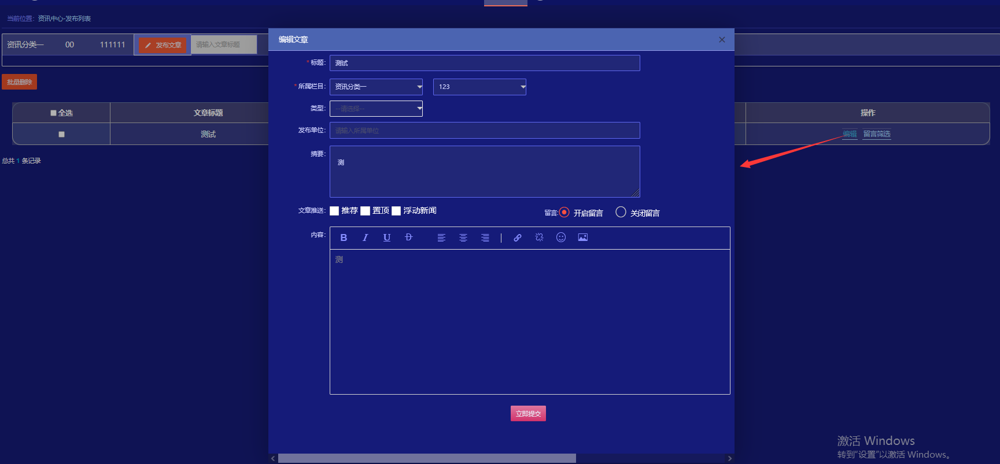 当前位置：资讯中心-发布列表
资讯分类一 00 111111 发布文章 请输入文章标题
批量删除
全选 文章标题 操作
测试 编辑 留言筛选
总共 1 条记录
编辑文章
*标题： 测试
*所属栏目： 资讯分类一 123
类型： --请选择--
发布单位： 请输入所属单位
摘要： 测
文章推送： 推荐 置顶 浮动新闻 留言: 开启留言 关闭留言
内容： B I U D
测
立即提交
激活 Windows
转到“设置”以激活 Windows。